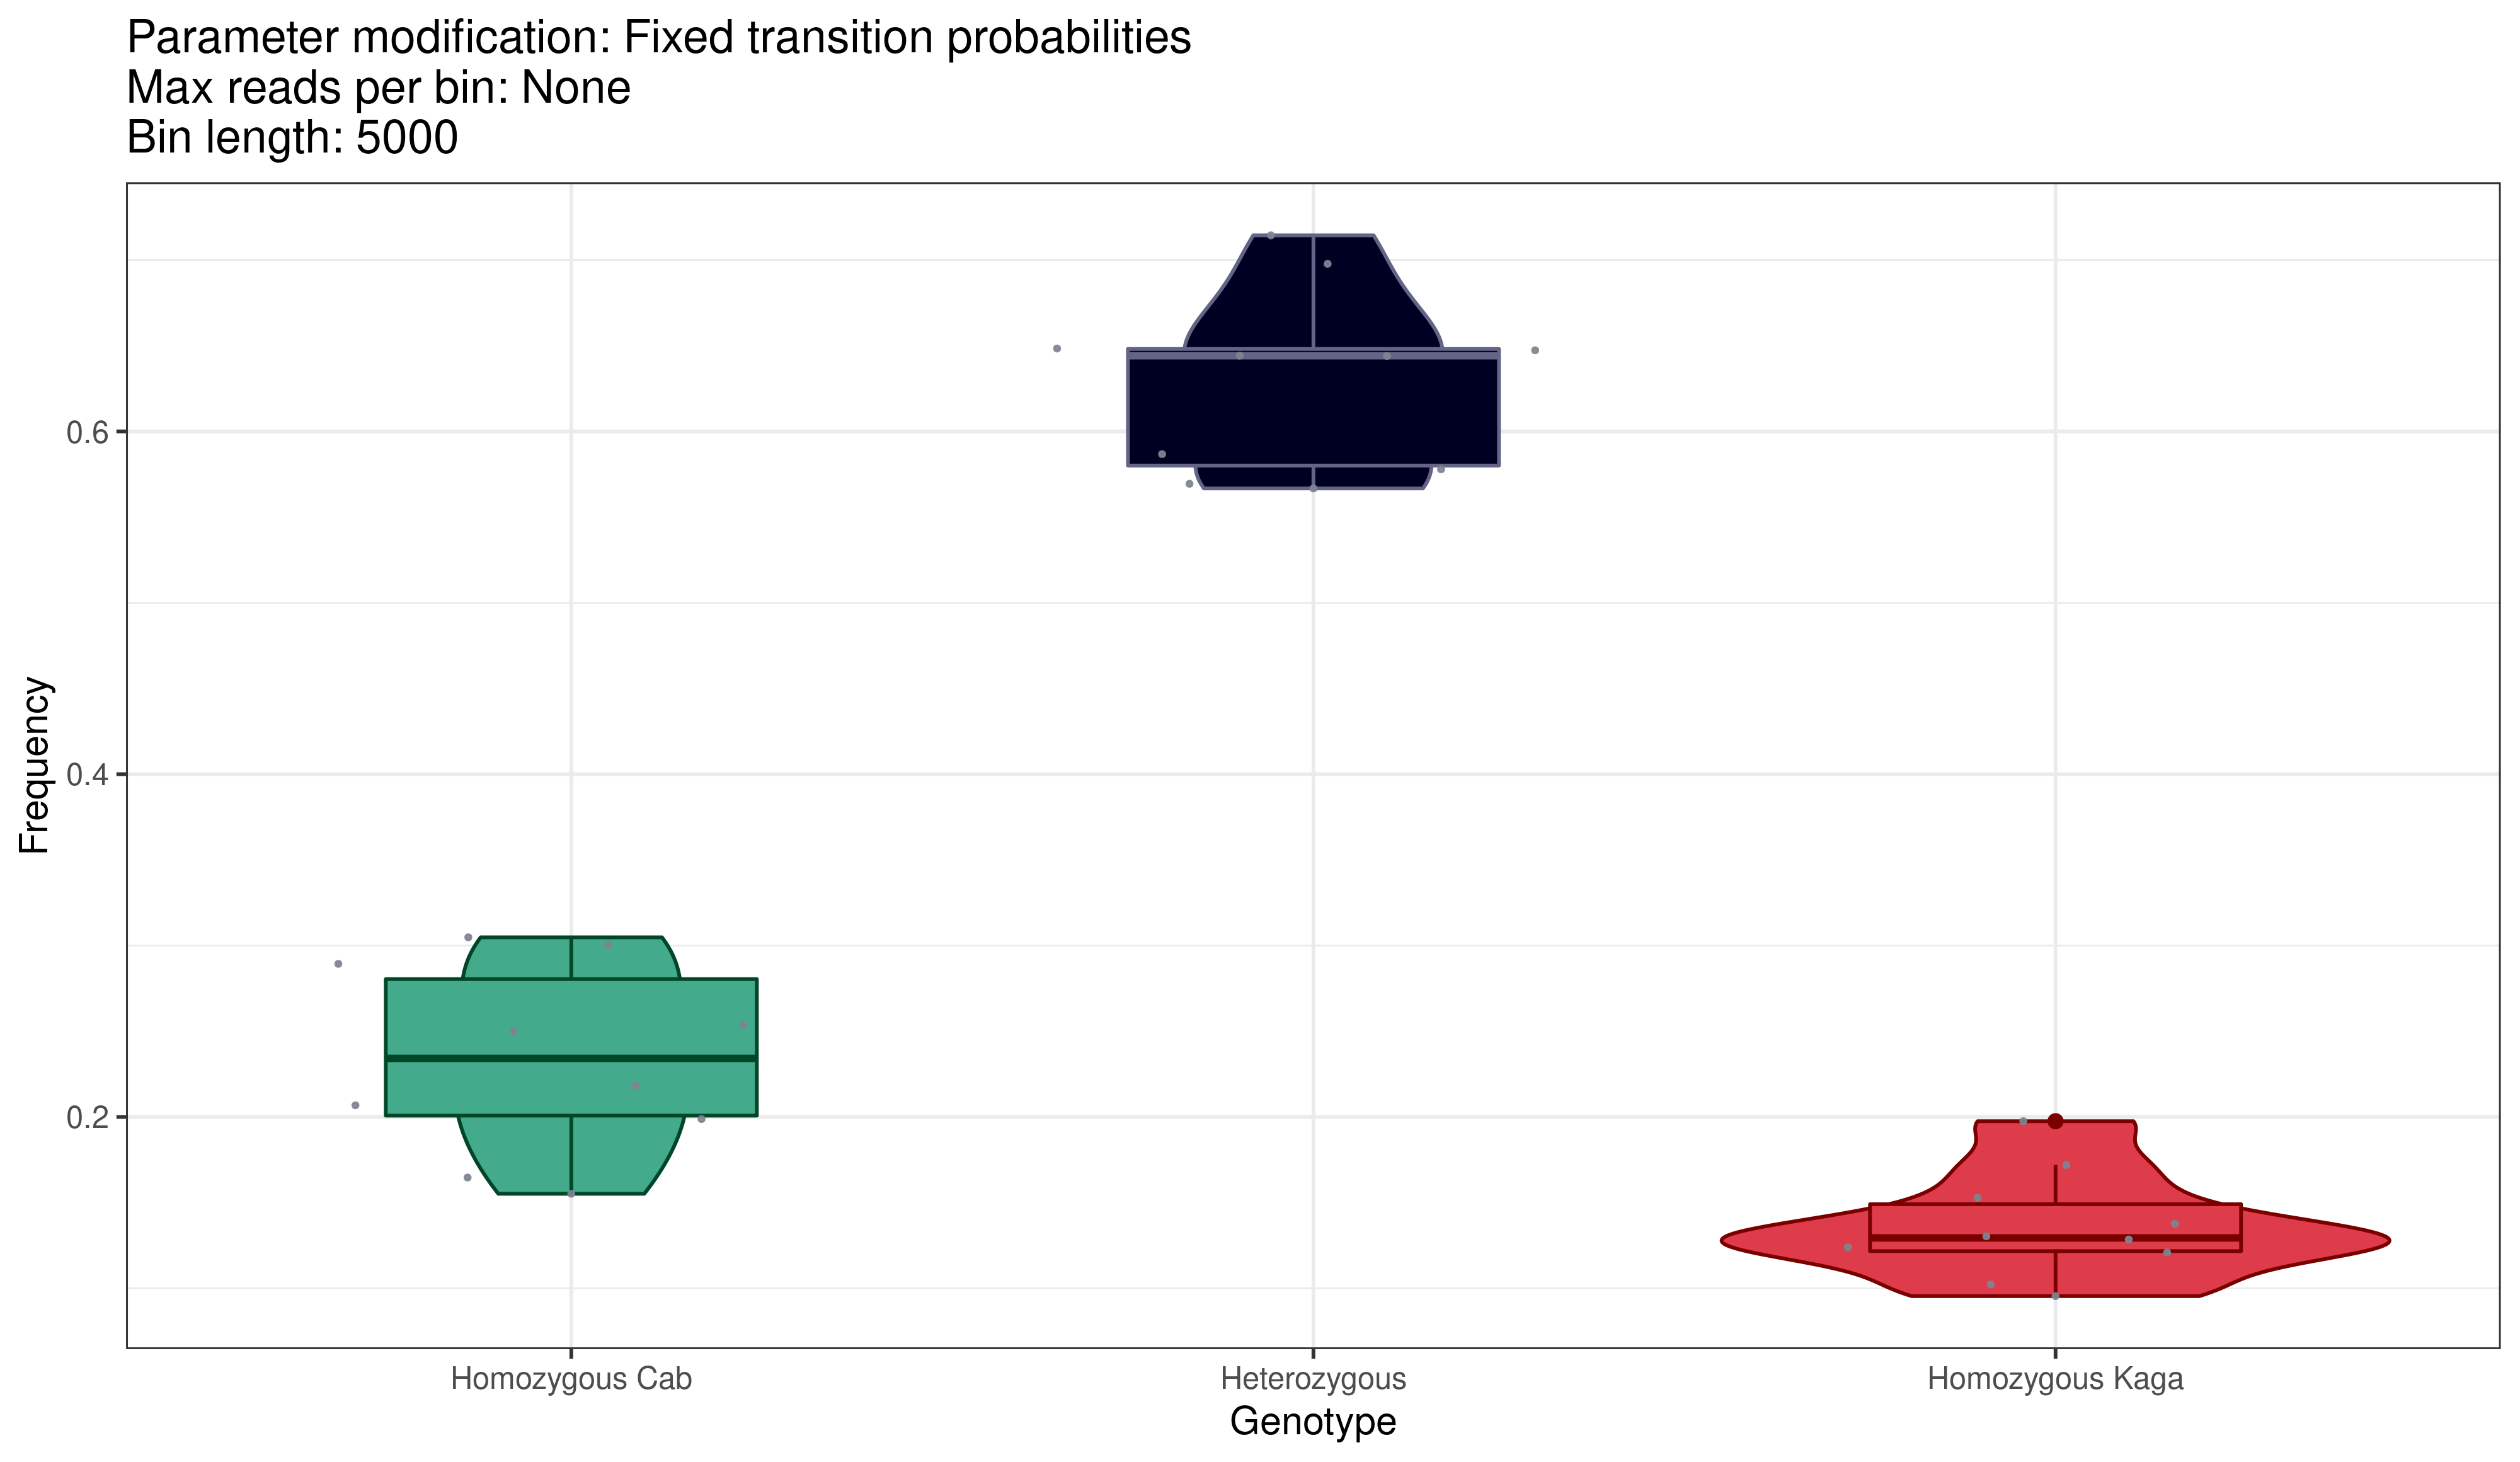 Parameter modification: Fixed transition probabilities
Max reads per bin: None
Bin length: 5000
Frequency
0.6
0.4
0.2
Homozygous Cab
Heterozygous
Homozygous Kaga
Genotype